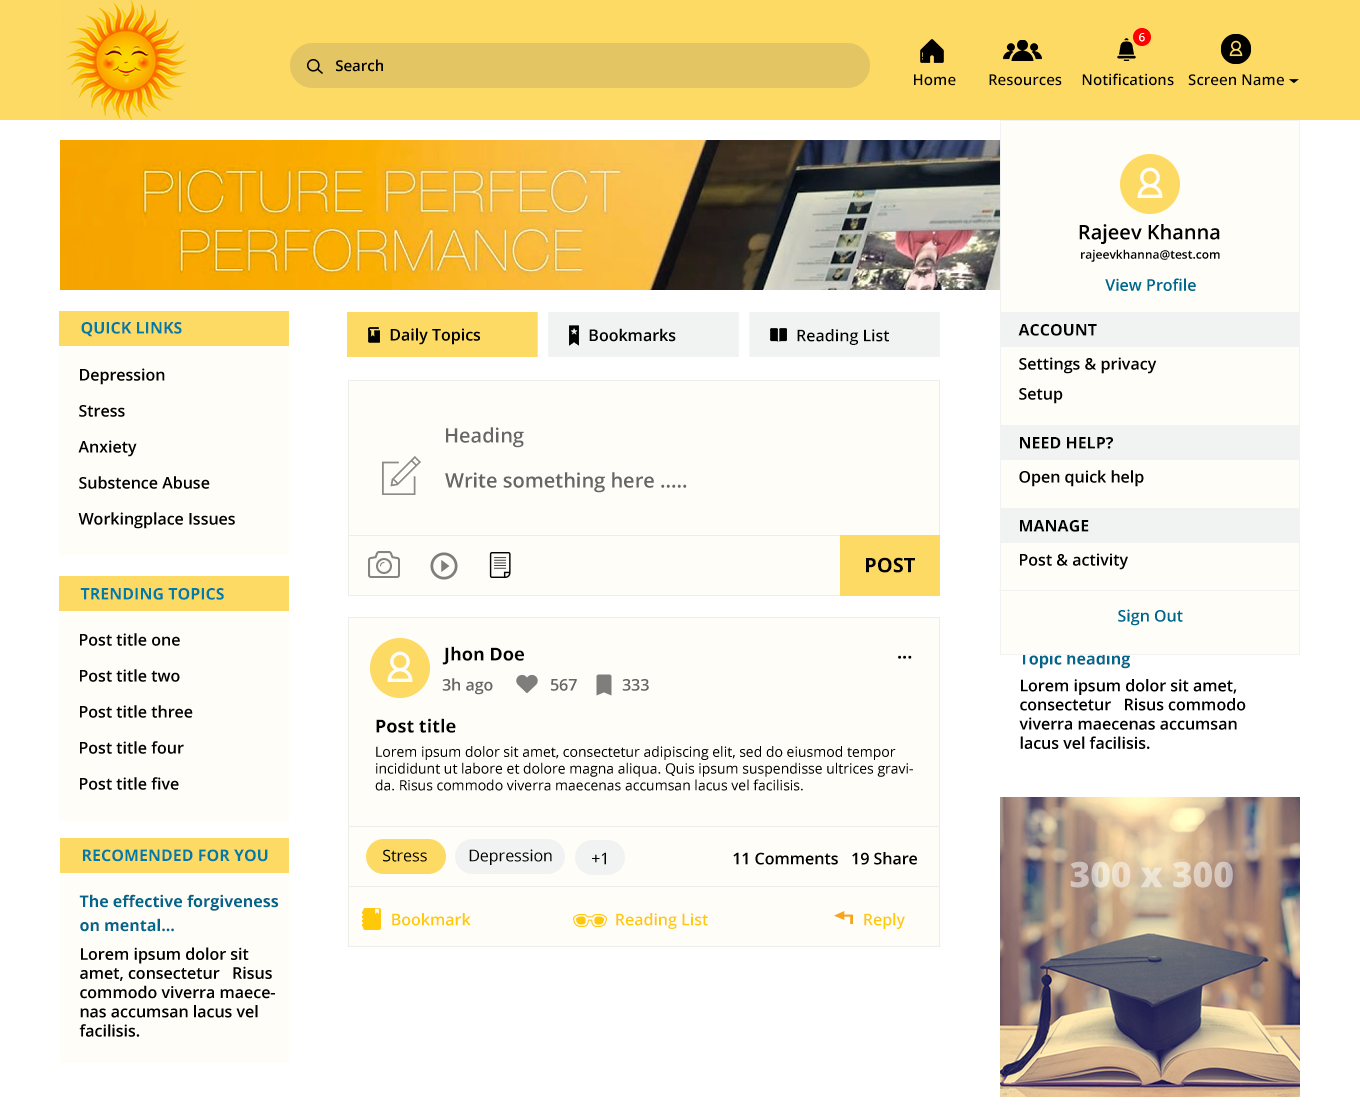 Search
Home
Resources
6
Notifications
Screen Name
PICTURE PERFECT
PERFORMANCE
Rajeev Khanna
rajeevkhanna@test.com
View Profile
ACCOUNT
Settings & privacy
Setup
NEED HELP?
Open quick help
MANAGE
Post & activity
Sign Out
QUICK LINKS
Depression
Stress
Anxiety
Substence Abuse
Workingplace Issues
TRENDING TOPICS
Post title one
Post title two
Post title three
Post title four
Post title five
RECOMENDED FOR YOU
The effective forgiveness
on mental...
Lorem ipsum dolor sit
amet, consectetur Risus
commodo viverra maece-
nas accumsan lacus vel
facilisis.
Daily Topics
Bookmarks
Reading List
Heading
Write something here .....
POST
Jhon Doe
...
3h ago
567
333
Post title
Lorem ipsum dolor sit amet, consectetur adipiscing elit, sed do eiusmod tempor
incididunt ut labore et dolore magna aliqua. Quis ipsum suspendisse ultrices gravi-
da. Risus commodo viverra maecenas accumsan lacus vel facilisis.
Stress
Depression
+1
11 Comments
19 Share
Bookmark
Reading List
Reply
Topic heading
Lorem ipsum dolor sit amet,
consectetur Risus commodo
viverra maecenas accumsan
lacus vel facilisis.
300 x 300